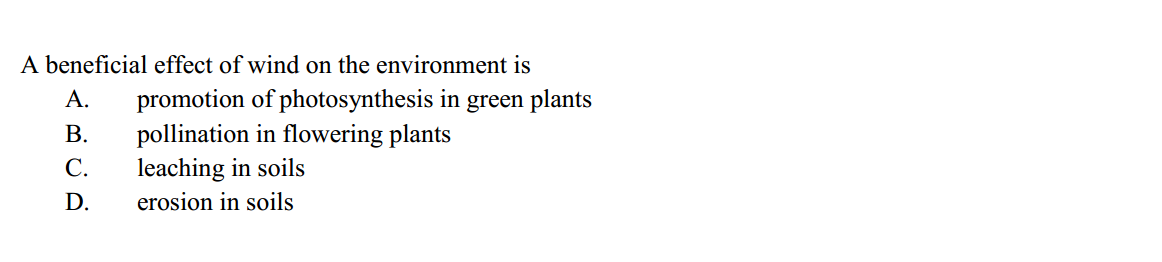 A beneficial effect of wind on the environment is
A. promotion of photosynthesis in green plants
B. pollination in flowering plants
C. leaching in soils
D. erosion in soils